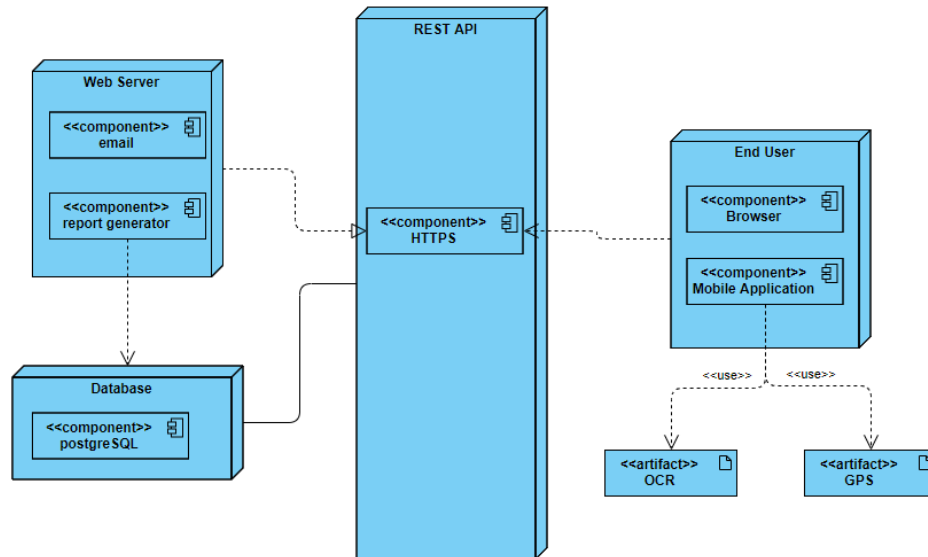 REST API
Web Server
<<component>>
email
<<component>>
report generator
<<component>>
HTTPS
End User
<<component>>
Browser
<<component>>
Mobile Application
Database
<<component>>
postgreSQL
<<use>>
<<use>>
<<artifact>>
OCR
<<artifact>>
GPS